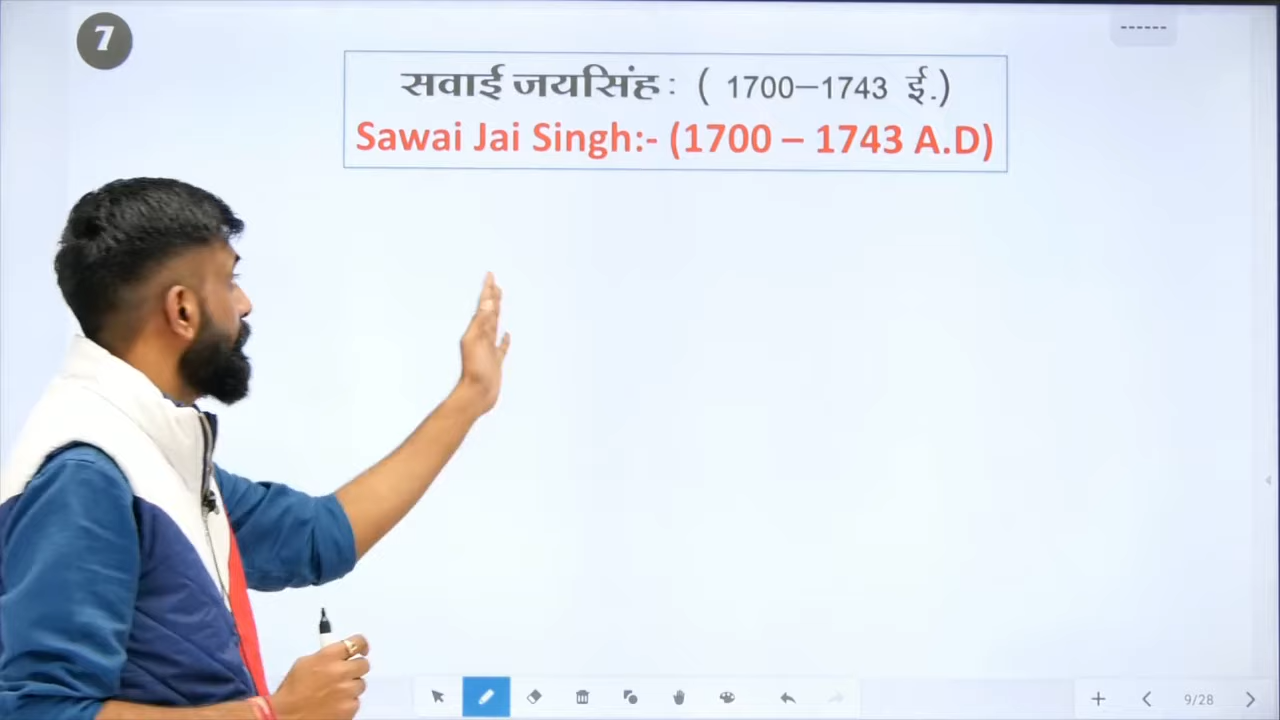 7
------
सवाई जयसिंह: ( 1700–1743 ई.)
Sawai Jai Singh:- (1700 – 1743 A.D)
9/28